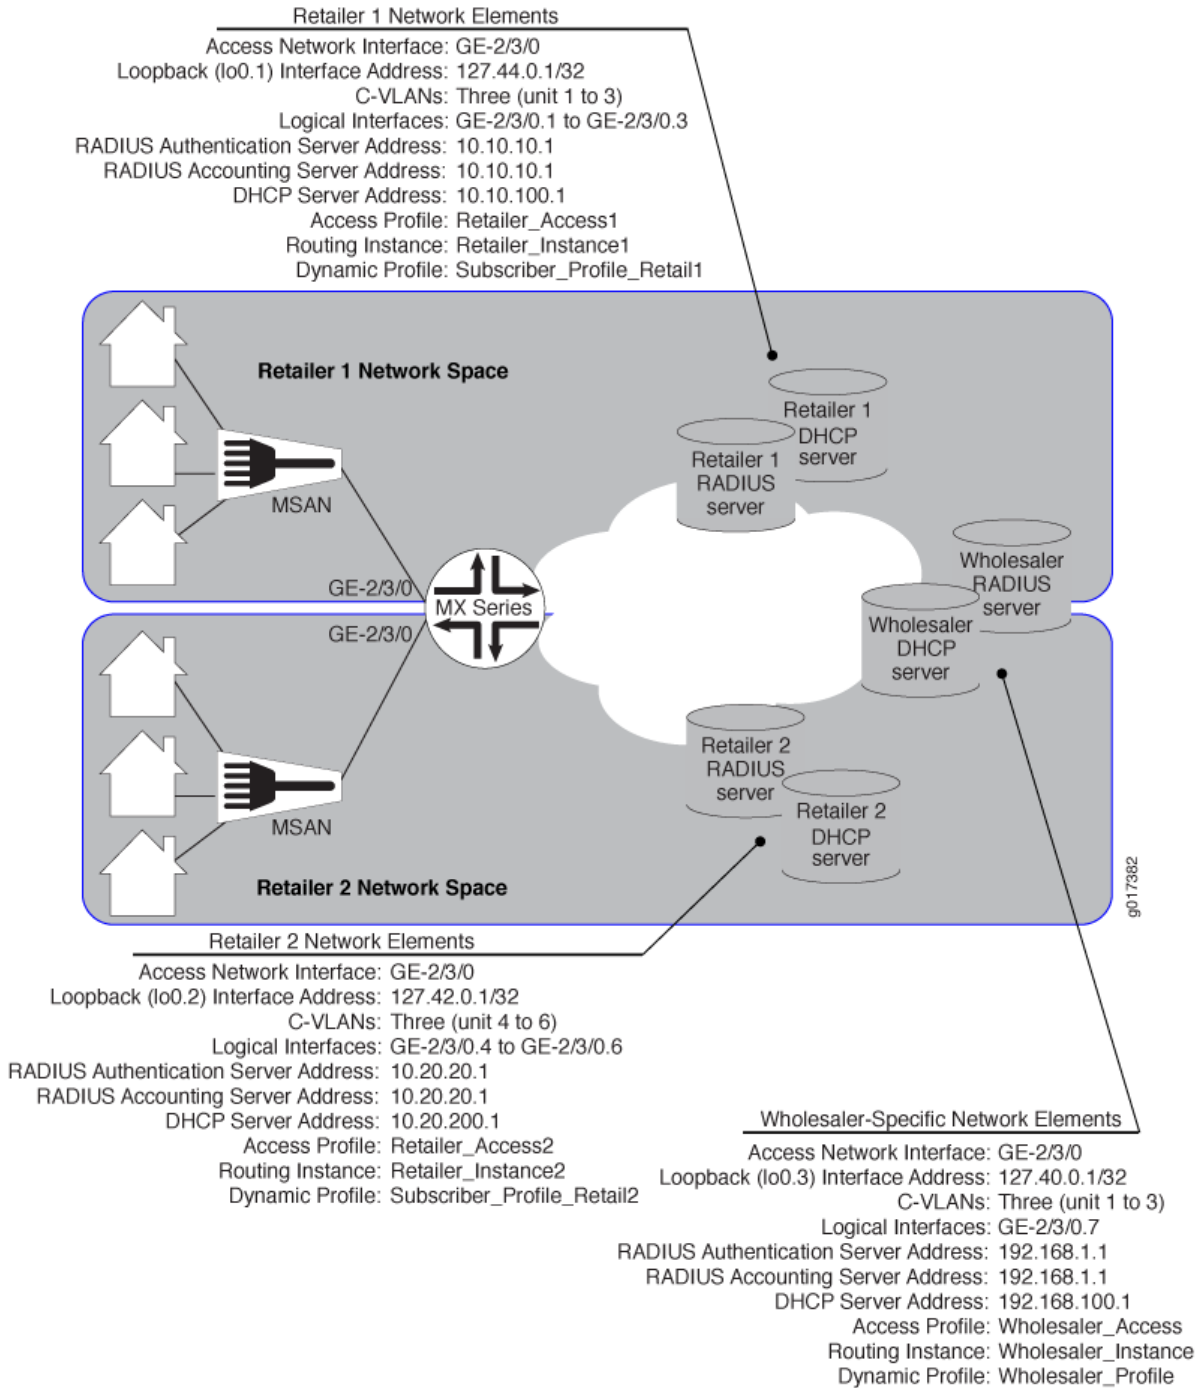 Retailer 1 Network Elements
Access Network Interface: GE-2/3/0
Loopback (lo0.1) Interface Address: 127.44.0.1/32
C-VLANs: Three (unit 1 to 3)
Logical Interfaces: GE-2/3/0.1 to GE-2/3/0.3
RADIUS Authentication Server Address: 10.10.10.1
RADIUS Accounting Server Address: 10.10.10.1
DHCP Server Address: 10.10.100.1
Access Profile: Retailer_Access1
Routing Instance: Retailer_Instance1
Dynamic Profile: Subscriber_Profile_Retail1
Retailer 1 Network Space
Retailer 1
DHCP
server
Retailer 1
RADIUS
server
MSAN
GE-2/3/0
MX Series
GE-2/3/0
Wholesaler
RADIUS
server
Wholesaler
DHCP
server
Retailer 2
RADIUS
server
Retailer 2
DHCP
server
MSAN
Retailer 2 Network Space
g017382
Retailer 2 Network Elements
Access Network Interface: GE-2/3/0
Loopback (lo0.2) Interface Address: 127.42.0.1/32
C-VLANs: Three (unit 4 to 6)
Logical Interfaces: GE-2/3/0.4 to GE-2/3/0.6
RADIUS Authentication Server Address: 10.20.20.1
RADIUS Accounting Server Address: 10.20.20.1
DHCP Server Address: 10.20.200.1
Access Profile: Retailer_Access2
Routing Instance: Retailer_Instance2
Dynamic Profile: Subscriber_Profile_Retail2
Wholesaler-Specific Network Elements
Access Network Interface: GE-2/3/0
Loopback (lo0.3) Interface Address: 127.40.0.1/32
C-VLANs: Three (unit 1 to 3)
Logical Interfaces: GE-2/3/0.7
RADIUS Authentication Server Address: 192.168.1.1
RADIUS Accounting Server Address: 192.168.1.1
DHCP Server Address: 192.168.100.1
Access Profile: Wholesaler_Access
Routing Instance: Wholesaler_Instance
Dynamic Profile: Wholesaler_Profile